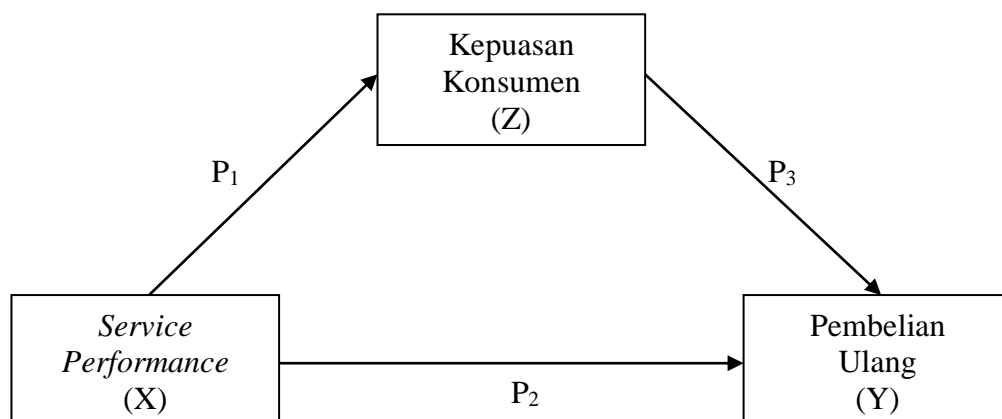 Kepuasan
Konsumen
(Z)
P₁
P₃
Service
Performance
(X)
P₂
Pembelian
Ulang
(Y)